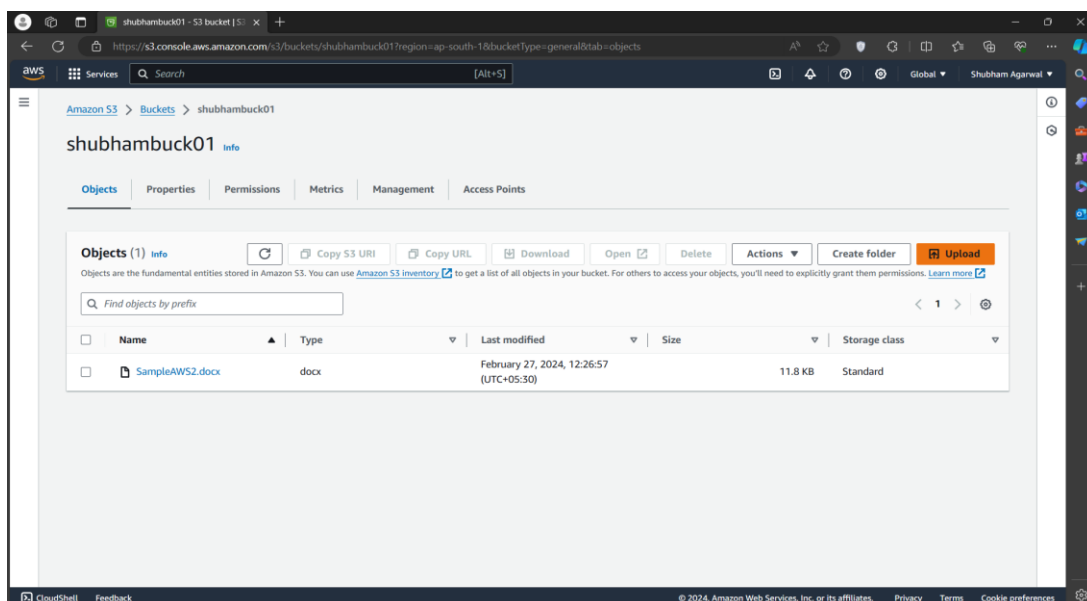 shubhambuck01 - S3 bucket | S3
https://s3.console.aws.amazon.com/s3/buckets/shubhambuck01?region=ap-south-1&bucketType=general&tab=objects
aws Services Search [Alt+S] Global Shubham Agarwal
Amazon S3 > Buckets > shubhambuck01
shubhambuck01 Info
Objects Properties Permissions Metrics Management Access Points
Objects (1) Info Copy S3 URI Copy URL Download Open Delete Actions Create folder Upload
Objects are the fundamental entities stored in Amazon S3. You can use Amazon S3 inventory to get a list of all objects in your bucket. For others to access your objects, you'll need to explicitly grant them permissions. Learn more
Find objects by prefix 1
Name Type Last modified Size Storage class
SampleAWS2.docx docx February 27, 2024, 12:26:57 11.8 KB Standard
(UTC+05:30)
CloudShell Feedback © 2024, Amazon Web Services, Inc. or its affiliates. Privacy Terms Cookie preferences